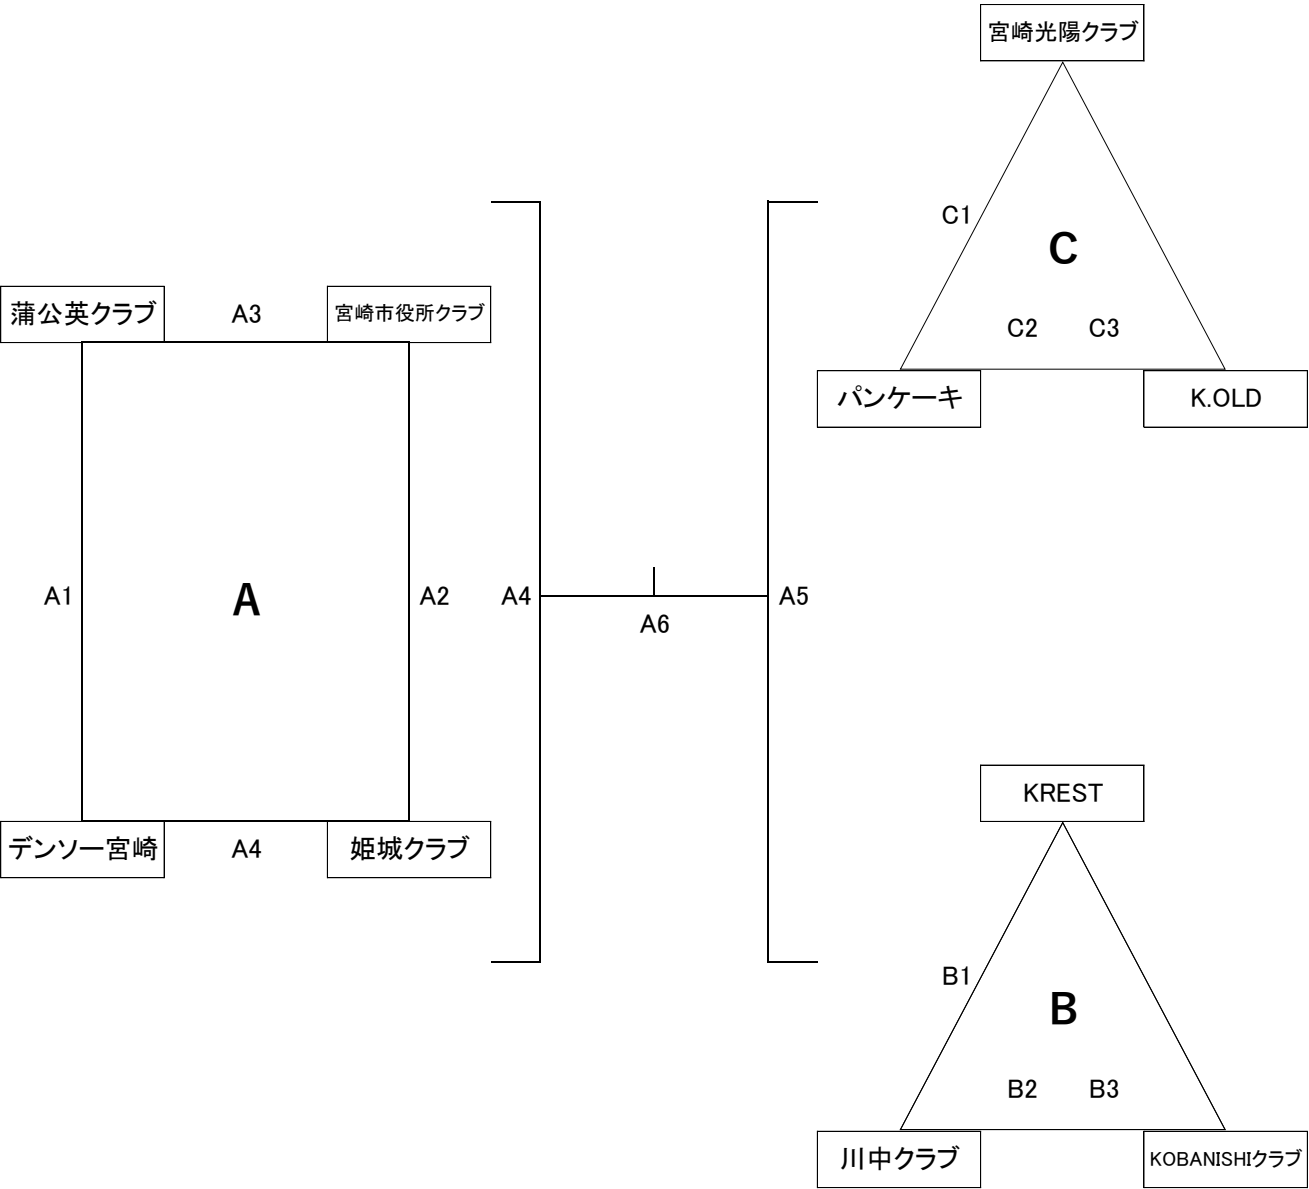 宮崎光陽クラブ
C1
C
C2 C3
パンケーキ K.OLD
蒲公英クラブ A3 宮崎市役所クラブ
A1 A A2 A4 A5
A6
デンソー宮崎 A4 姫城クラブ
KREST
B1
B
B2 B3
川中クラブ KOBANISHIクラブ